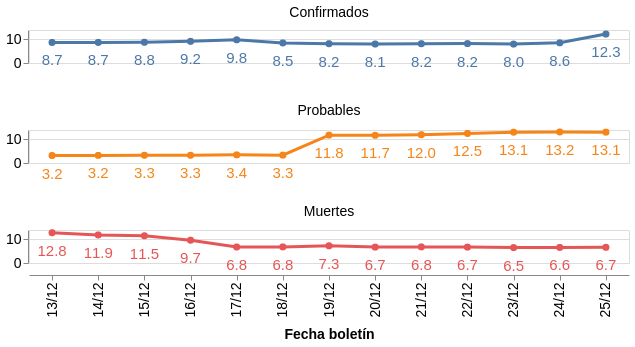 Confirmados
10
0
8.7 8.7 8.8 9.2 9.8 8.5 8.2 8.1 8.2 8.2 8.0 8.6 12.3
Probables
10
0
3.2 3.2 3.3 3.3 3.4 3.3 11.8 11.7 12.0 12.5 13.1 13.2 13.1
Muertes
10
0
12.8 11.9 11.5 9.7 6.8 6.8 7.3 6.7 6.8 6.7 6.5 6.6 6.7
13/12 14/12 15/12 16/12 17/12 18/12 19/12 20/12 21/12 22/12 23/12 24/12 25/12
Fecha boletín